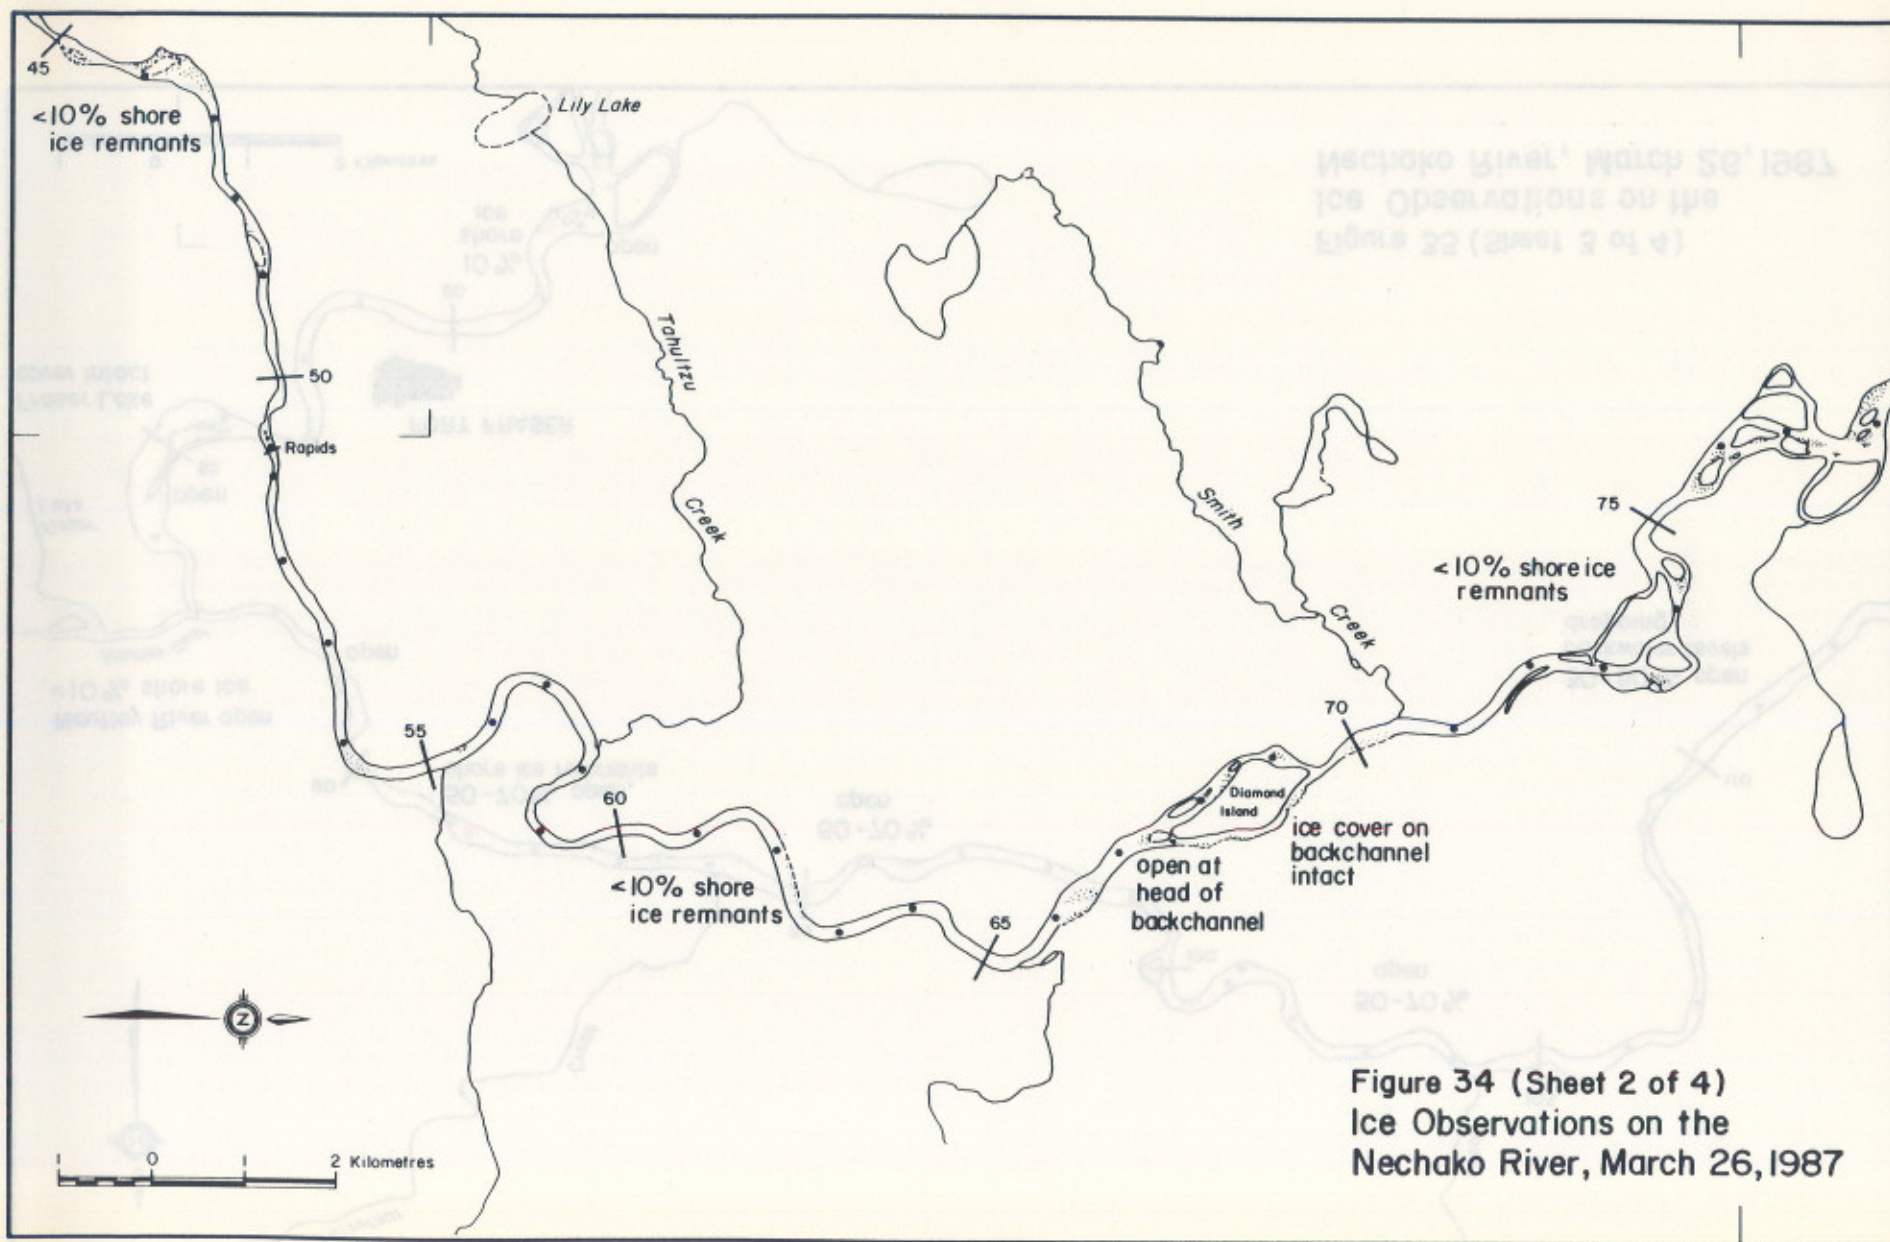 45
<10% shore
ice remnants
Lily Lake
Tahultzu
Creek
50
Rapids
Smith
Creek
75
<10% shore ice
remnants
55
60
<10% shore
ice remnants
65
70
Diamond
Island
open at
head of
backchannel
ice cover on
backchannel
intact
N
1 0 1 2 Kilometres
Figure 34 (Sheet 2 of 4)
Ice Observations on the
Nechako River, March 26, 1987